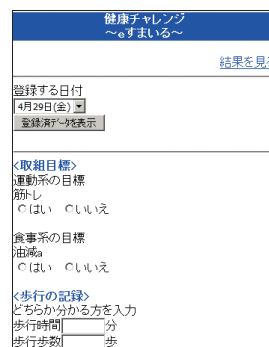 健康チャレンジ
～eすまいる～
結果を見
登録する日付
4月29日(金)
登録済データを表示
<取組目標>
運動系の目標
筋トレ
はい いいえ
食事系の目標
油減a
はい いいえ
<歩行の記録>
どちらか分かる方を入力
歩行時間 分
歩行歩数 歩